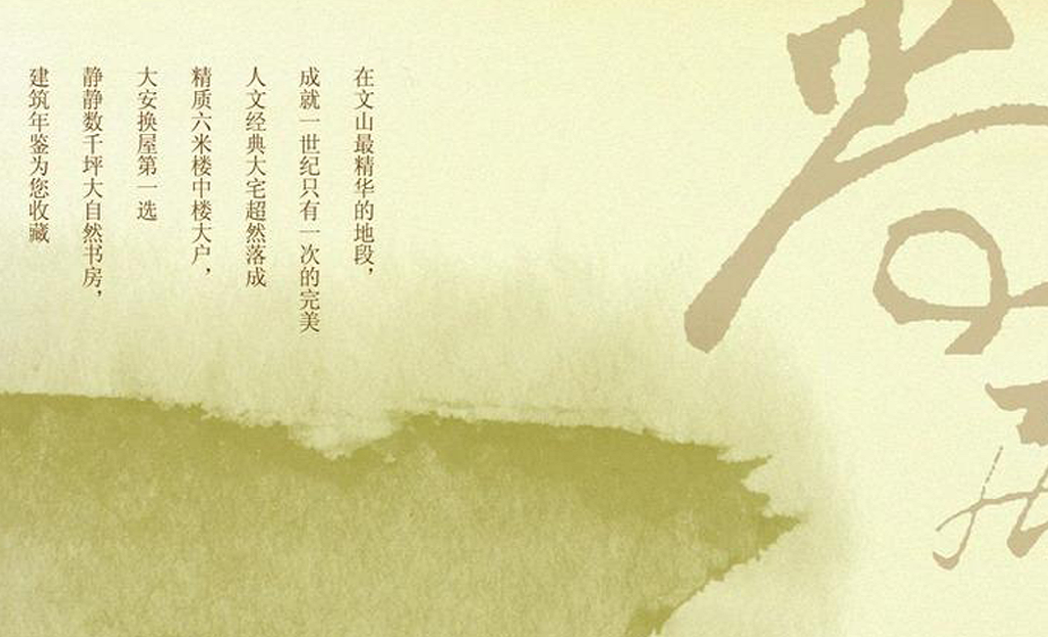 在文山最精华的地段，
成就一世纪只有一次的完美
人文经典大宅超然落成
精质六米楼中楼大户，
大安换屋第一选
静静数千坪大自然书房，
建筑年鉴为您收藏